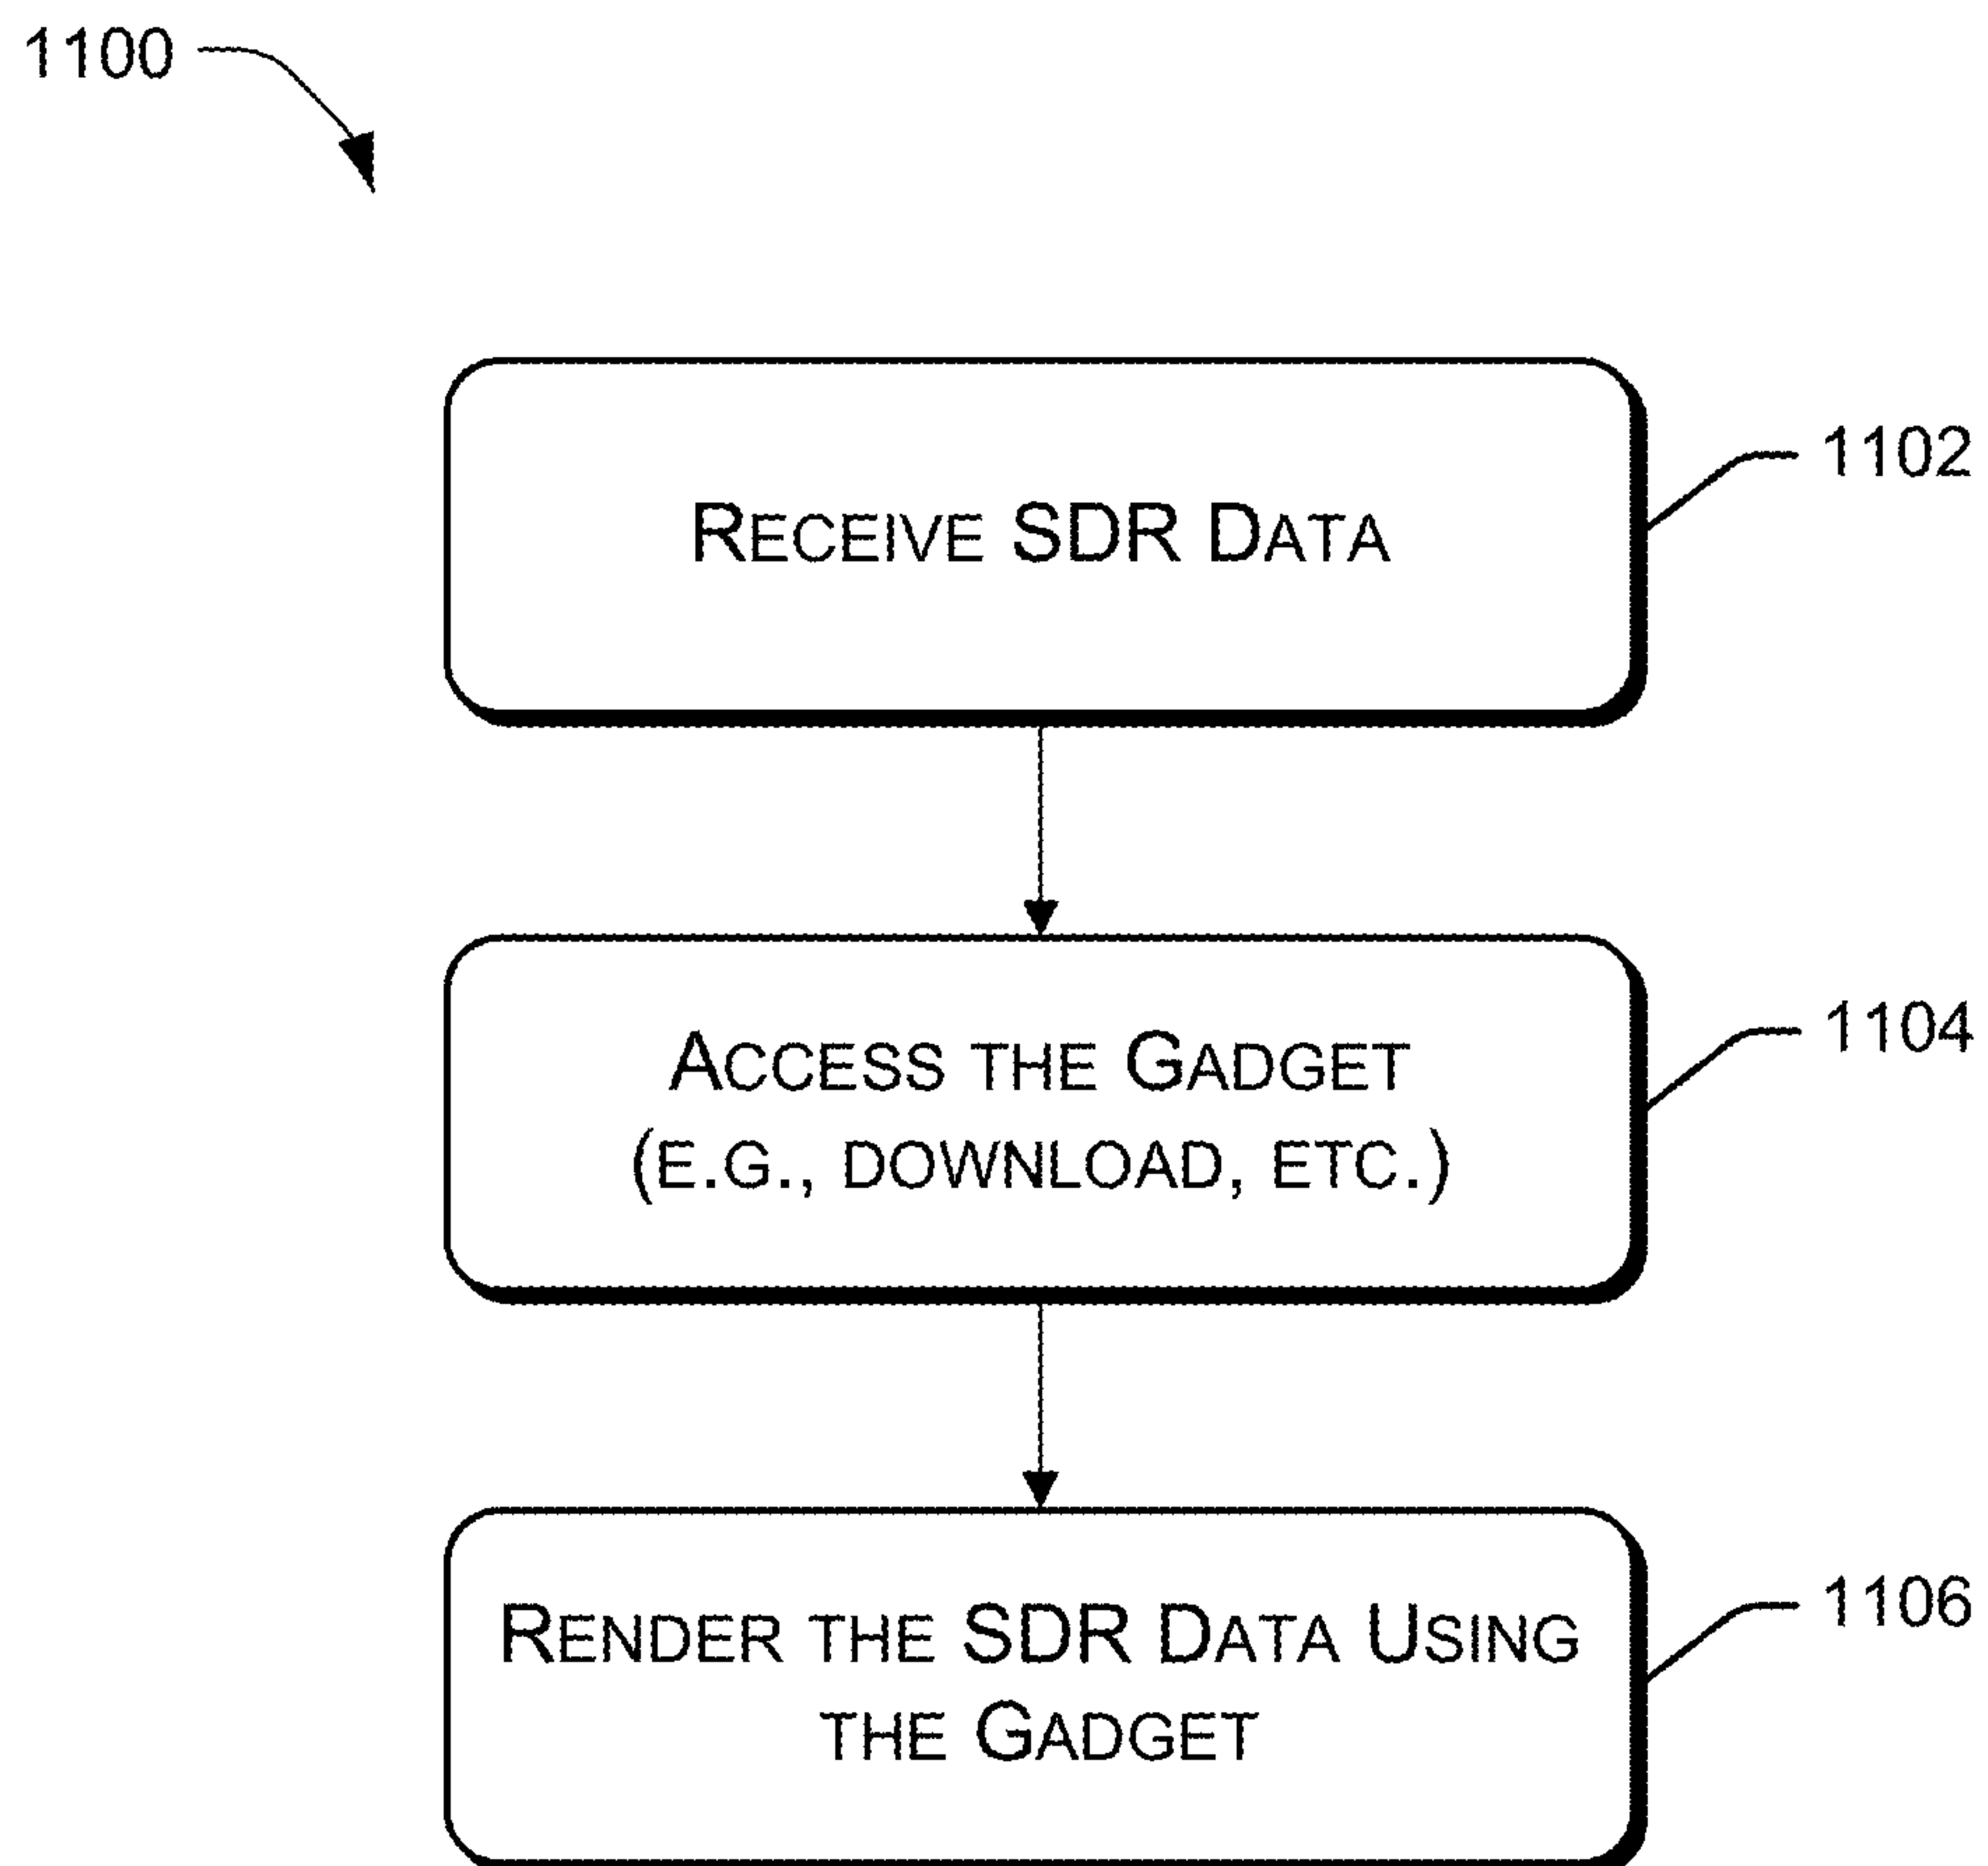 1100
RECEIVE SDR DATA
1102
ACCESS THE GADGET
(E.G., DOWNLOAD, ETC.)
1104
RENDER THE SDR DATA USING
THE GADGET
1106